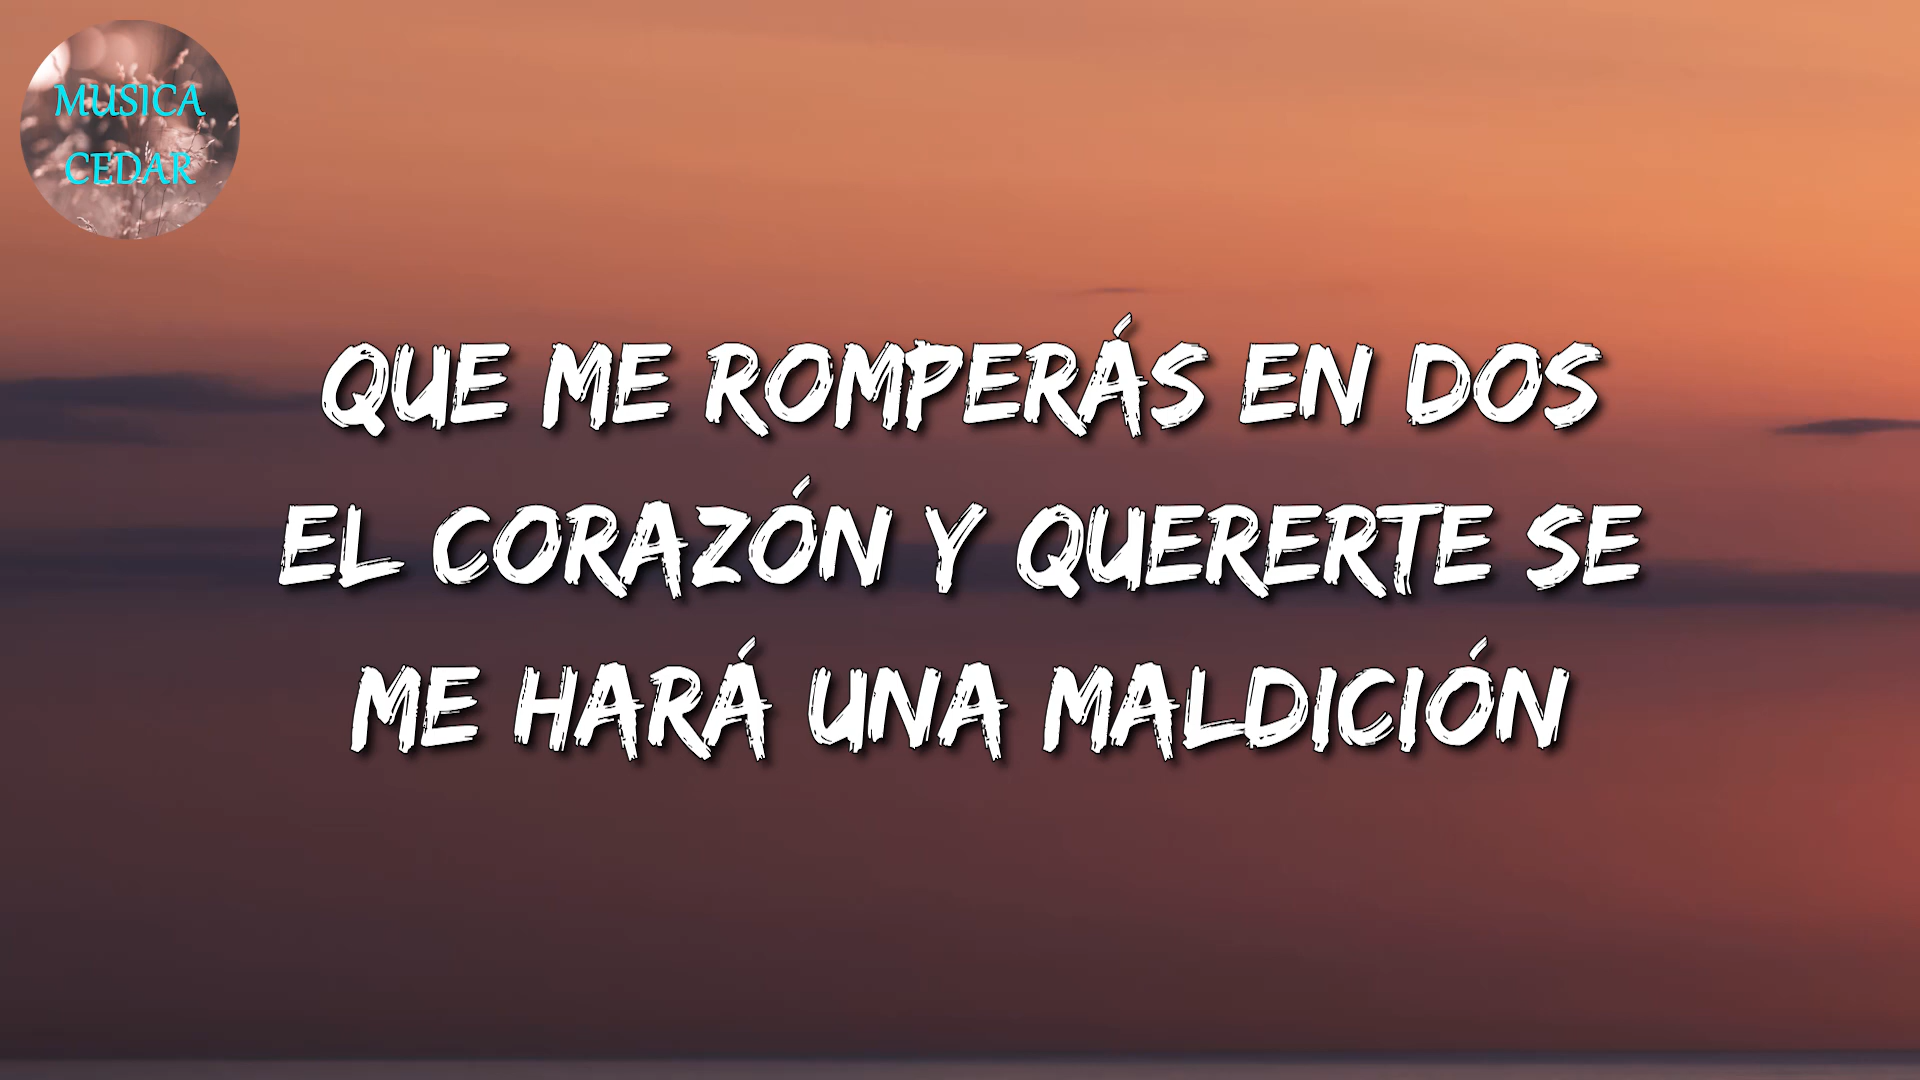 MUSICA
CEDAR
QUE ME ROMPERÁS EN DOS
EL CORAZÓN Y QUERERTE SE
ME HARÁ UNA MALDICIÓN